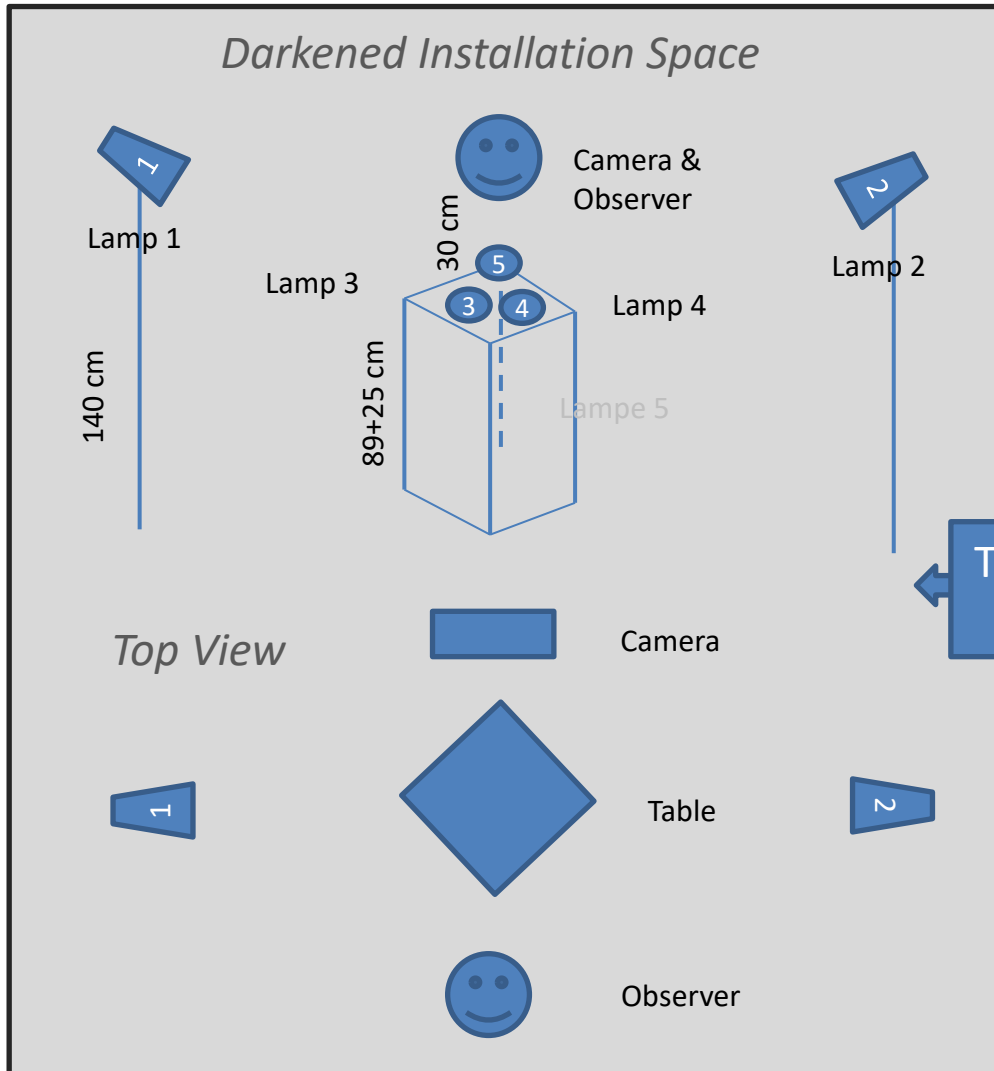 Darkened Installation Space
1
Camera &
Observer
2
Lamp 1
30 cm
5
Lamp 2
Lamp 3
3
4
Lamp 4
140 cm
89+25 cm
Lampe 5
T
Top View
Camera
1
Table
2
Observer